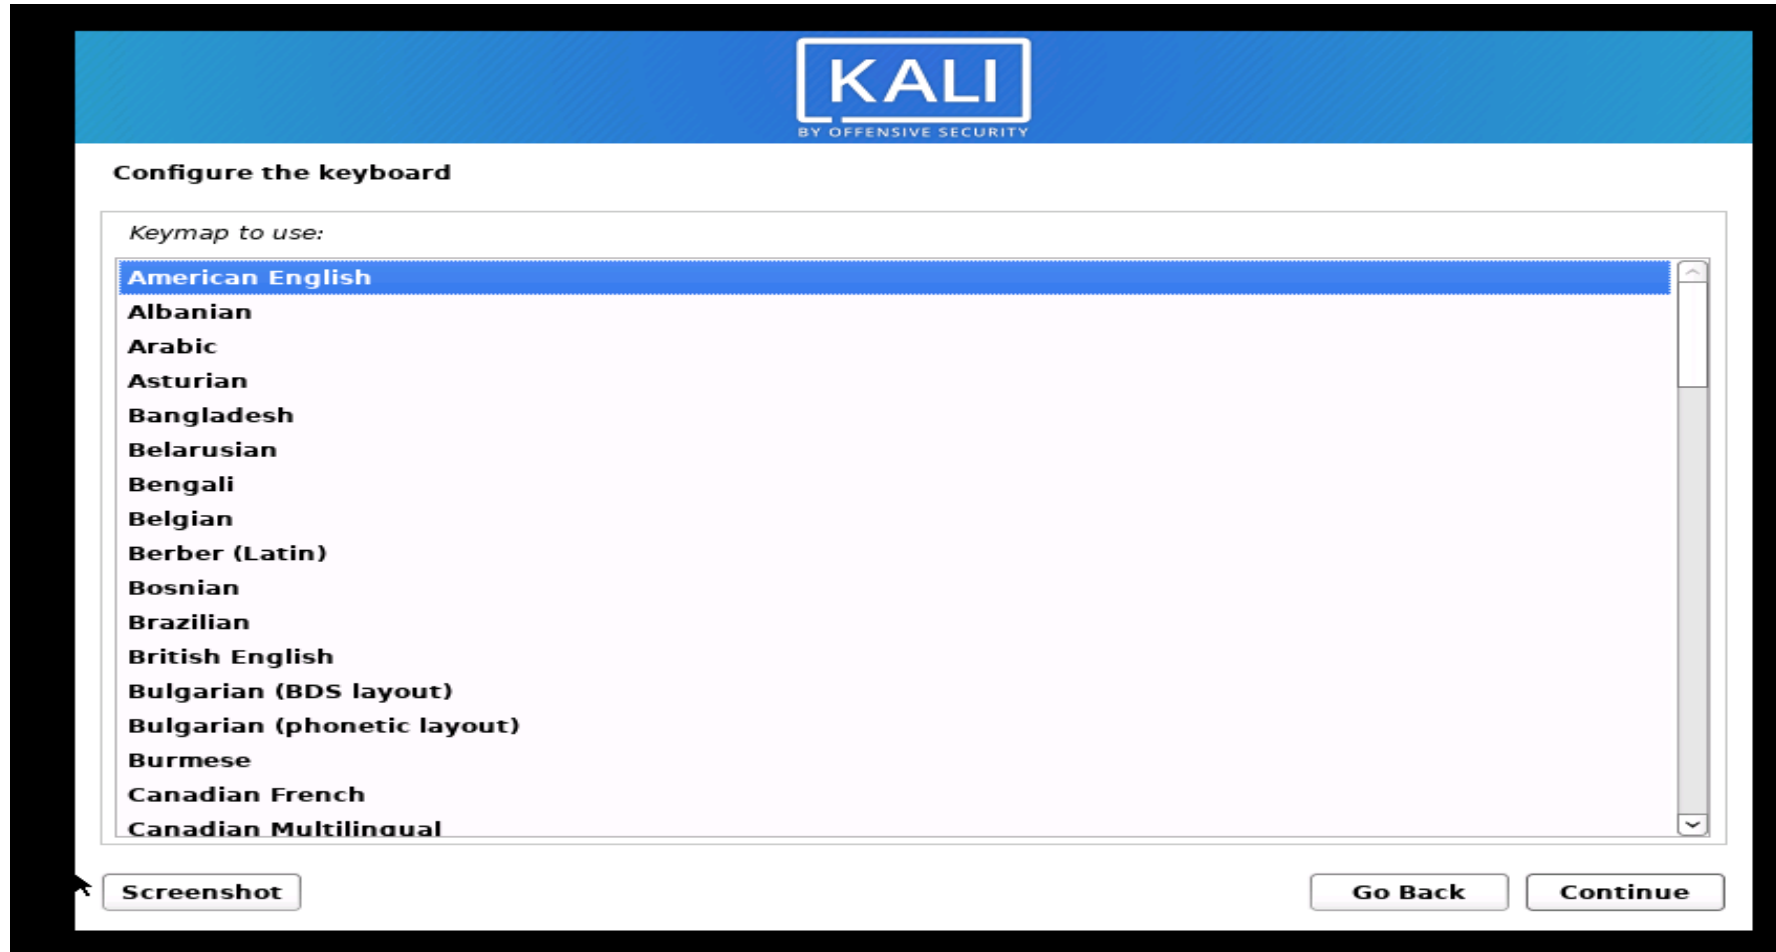 KALI
BY OFFENSIVE SECURITY
Configure the keyboard
Keymap to use:
American English
Albanian
Arabic
Asturian
Bangladesh
Belarusian
Bengali
Belgian
Berber (Latin)
Bosnian
Brazilian
British English
Bulgarian (BDS layout)
Bulgarian (phonetic layout)
Burmese
Canadian French
Canadian Multilingual
Screenshot
Go Back
Continue